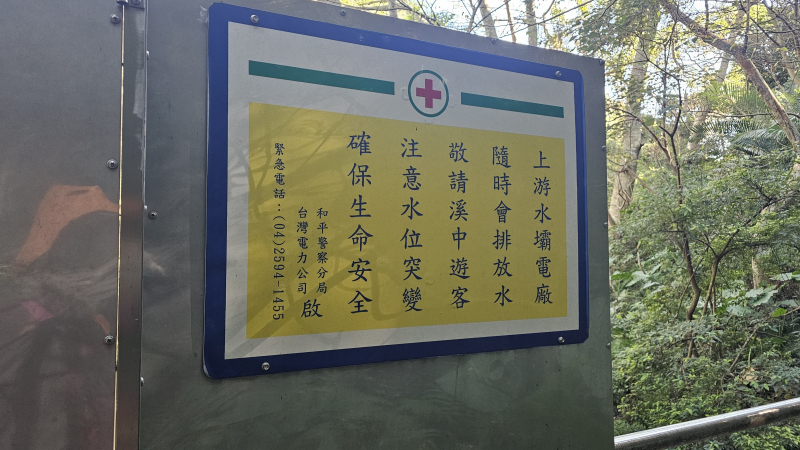 上游水壩電廠
隨時會排放水
敬請溪中遊客
注意水位突變
確保生命安全
和平警察分局
台灣電力公司 啟
緊急電話：(04)2594-1455